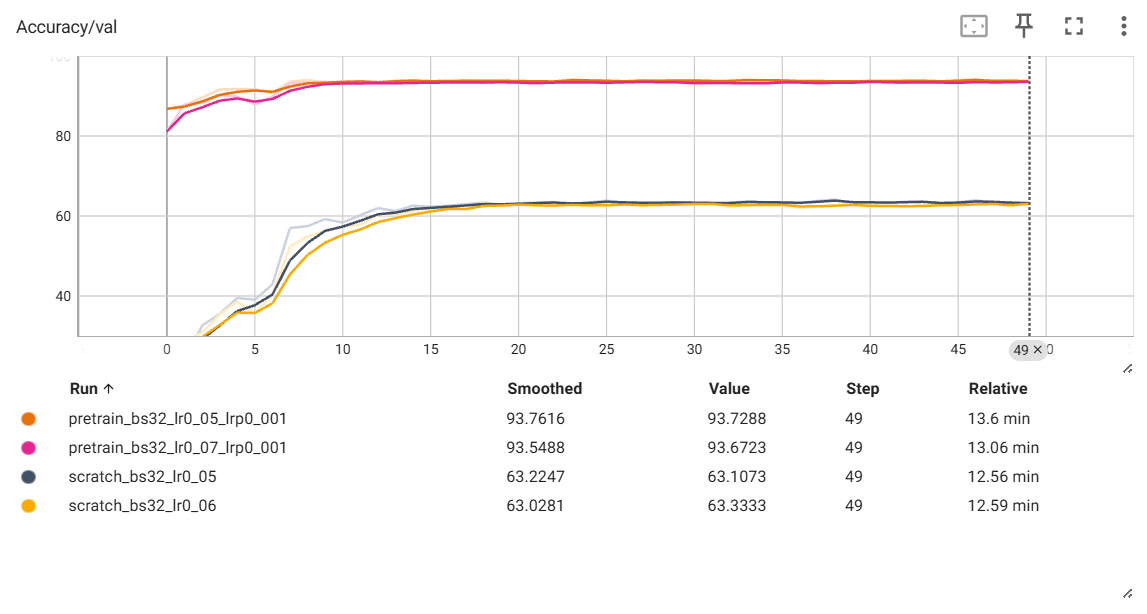 Accuracy/val
80
60
40
0 5 10 15 20 25 30 35 40 45 49 × 0
Run ↑ Smoothed Value Step Relative
pretrain_bs32_lr0_05_lrp0_001 93.7616 93.7288 49 13.6 min
pretrain_bs32_lr0_07_lrp0_001 93.5488 93.6723 49 13.06 min
scratch_bs32_lr0_05 63.2247 63.1073 49 12.56 min
scratch_bs32_lr0_06 63.0281 63.3333 49 12.59 min